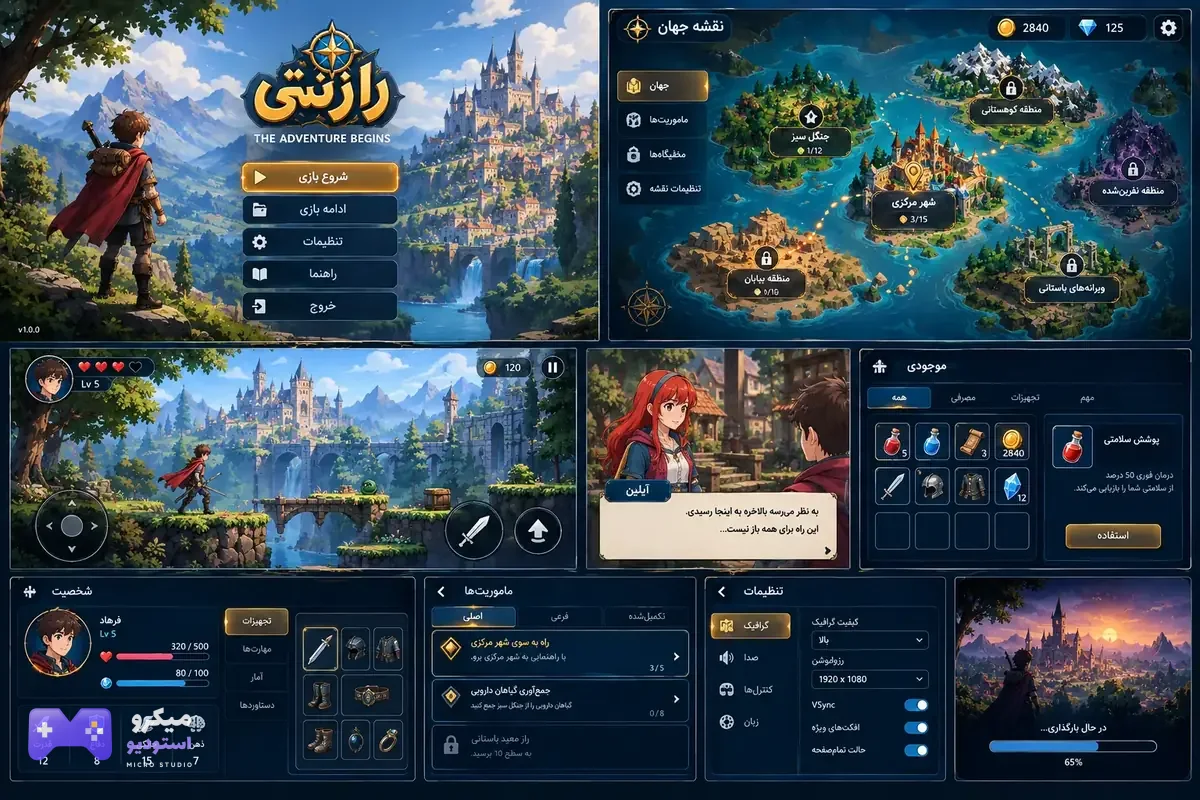 رازنتی
THE ADVENTURE BEGINS
شروع بازی
ادامه بازی
تنظیمات
راهنما
خروج
v1.0.0
نقشه جهان
2840
125
جهان
ماموریت‌ها
مخفیگاه‌ها
تنظیمات نقشه
جنگل سبز
1/12
منطقه کوهستانی
منطقه نفرین‌شده
شهر مرکزی
3/15
منطقه بیابان
ویرانه‌های باستانی
Lv 5
120
آیلین
به نظر می‌رسه بالاخره به اینجا رسیدی.
این راه برای همه باز نیست...
موجودی
همه
مصرفی
تجهیزات
مهم
5
3
2840
12
پوشش سلامتی
درمان فوری 50 درصد
از سلامتی شما را بازیابی می‌کند.
استفاده
شخصیت
فرهاد
Lv 5
320 / 500
80 / 100
تجهیزات
مهارت‌ها
آمار
دستاوردها
12
8
15
7
میکرو
استودیو
MICRO STUDIO
ماموریت‌ها
اصلی
فرعی
تکمیل‌شده
راه به سوی شهر مرکزی
با راهنمایی به شهر مرکزی برو.
3/5
جمع‌آوری گیاهان دارویی
گیاهان دارویی را از جنگل سبز جمع کنید
0/8
راز معبد باستانی
به سطح 10 برسید.
تنظیمات
گرافیک
صدا
کنترل‌ها
زبان
کیفیت گرافیک
بالا
رزولوشن
1920 x 1080
VSync
افکت‌های ویژه
حالت تمام‌صفحه
در حال بارگذاری...
65%